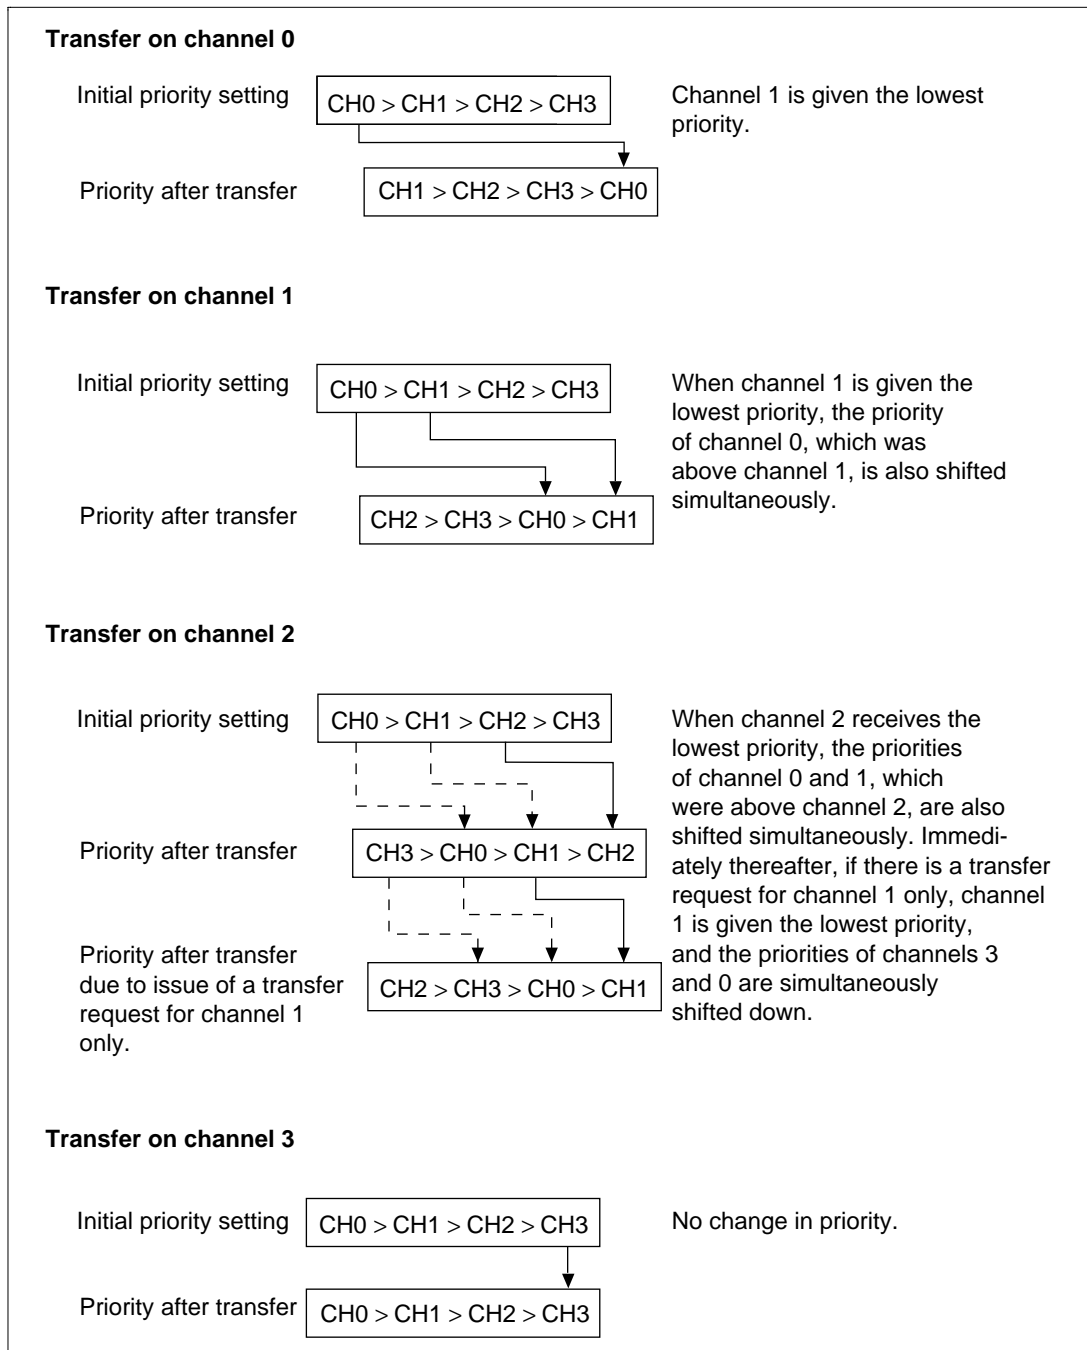 Transfer on channel 0
Initial priority setting
CH0 > CH1 > CH2 > CH3
Channel 1 is given the lowest
priority.
Priority after transfer
CH1 > CH2 > CH3 > CH0
Transfer on channel 1
Initial priority setting
CH0 > CH1 > CH2 > CH3
When channel 1 is given the
lowest priority, the priority
of channel 0, which was
above channel 1, is also shifted
simultaneously.
Priority after transfer
CH2 > CH3 > CH0 > CH1
Transfer on channel 2
Initial priority setting
CH0 > CH1 > CH2 > CH3
When channel 2 receives the
lowest priority, the priorities
of channel 0 and 1, which
were above channel 2, are also
shifted simultaneously. Immedi-
ately thereafter, if there is a transfer
request for channel 1 only, channel
1 is given the lowest priority,
and the priorities of channels 3
and 0 are simultaneously
shifted down.
Priority after transfer
CH3 > CH0 > CH1 > CH2
Priority after transfer
due to issue of a transfer
request for channel 1
only.
CH2 > CH3 > CH0 > CH1
Transfer on channel 3
Initial priority setting
CH0 > CH1 > CH2 > CH3
No change in priority.
Priority after transfer
CH0 > CH1 > CH2 > CH3